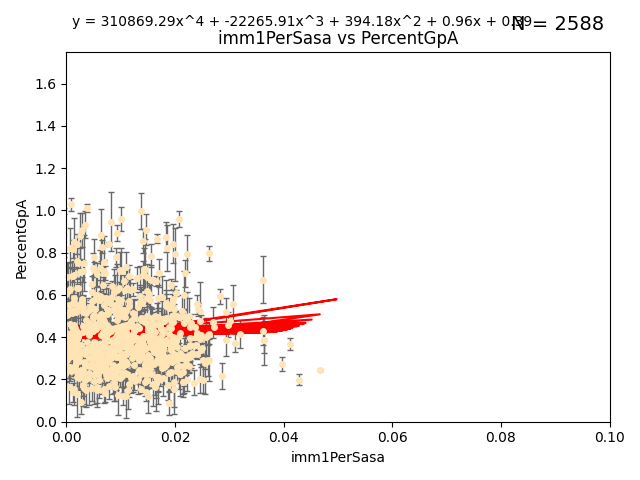 y = 310869.29x^4 + -22265.91x^3 + 394.18x^2 + 0.96x + 0.39
N = 2588
imm1PerSasa vs PercentGpA
PercentGpA
1.6
1.4
1.2
1.0
0.8
0.6
0.4
0.2
0.0
0.00 0.02 0.04 0.06 0.08 0.10
imm1PerSasa